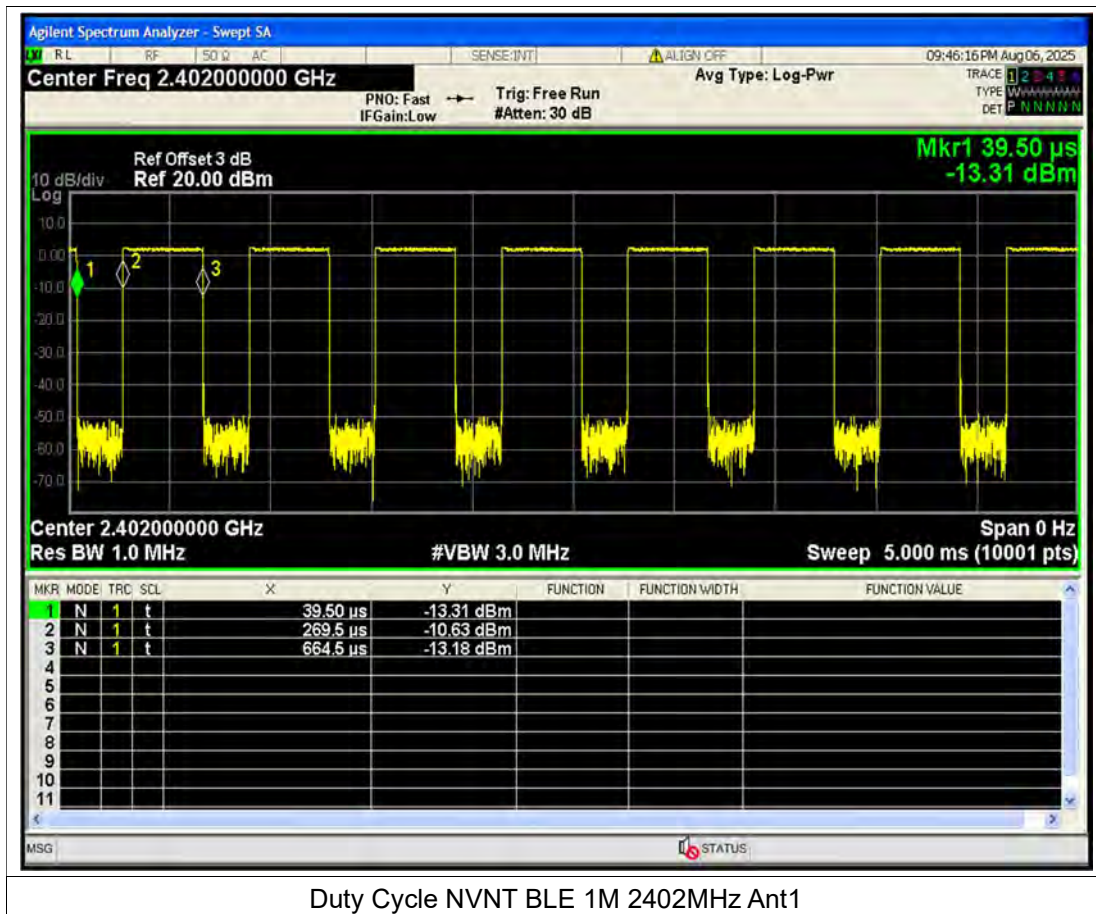 Agilent Spectrum Analyzer - Swept SA
LXI RL RF 50 Ω AC SENSE:INT ALIGN OFF 09:46:16 PM Aug 06, 2025
Center Freq 2.402000000 GHz Avg Type: Log-Pwr TRACE 1 2 3 4 5 6
PNO: Fast Trig: Free Run TYPE W
IFGain:Low #Atten: 30 dB DET P N N N N N
Mkr1 39.50 µs
-13.31 dBm
Ref Offset 3 dB
10 dB/div Ref 20.00 dBm
Log
10.0
0.00
-10.0
-20.0
-30.0
-40.0
-50.0
-60.0
-70.0
1 2 3
Center 2.402000000 GHz Span 0 Hz
Res BW 1.0 MHz #VBW 3.0 MHz Sweep 5.000 ms (10001 pts)
MKR MODE TRC SCL X Y FUNCTION FUNCTION WIDTH FUNCTION VALUE
1 N 1 t 39.50 µs -13.31 dBm
2 N 1 t 269.5 µs -10.63 dBm
3 N 1 t 664.5 µs -13.18 dBm
4
5
6
7
8
9
10
11
MSG STATUS
Duty Cycle NVNT BLE 1M 2402MHz Ant1